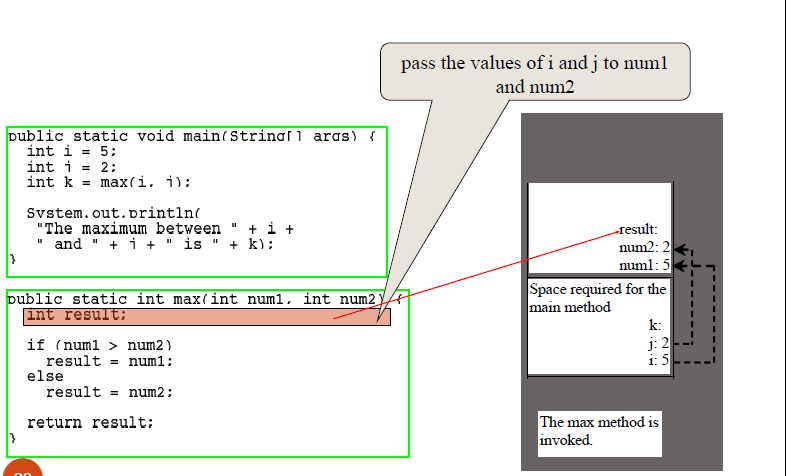 pass the values of i and j to num1
and num2
public static void main(String[] args) {
int i = 5;
int j = 2;
int k = max(i, j);
System.out.println(
"The maximum between " + i +
" and " + j + " is " + k);
}
public static int max(int num1, int num2) {
int result;
if (num1 > num2)
result = num1;
else
result = num2;
return result;
}
result:
num2: 2
num1: 5
Space required for the
main method
k:
j: 2
i: 5
The max method is
invoked.